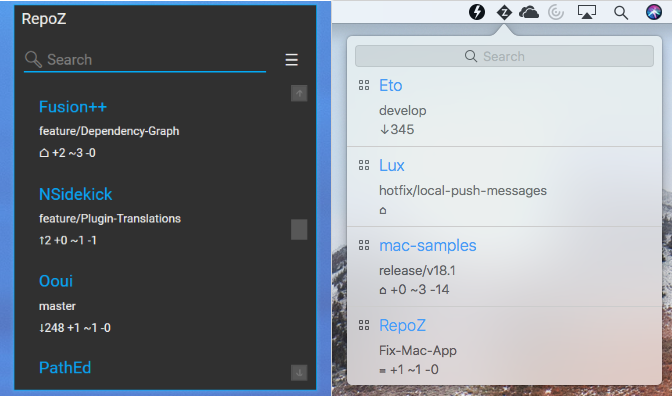 RepoZ
Search
Fusion++
feature/Dependency-Graph
⌂ +2 ~3 -0
NSidekick
feature/Plugin-Translations
↑2 +0 ~1 -1
Ooui
master
↓248 +1 ~1 -0
PathEd
Search
Eto
develop
↓345
Lux
hotfix/local-push-messages
⌂
mac-samples
release/v18.1
⌂ +0 ~3 -14
RepoZ
Fix-Mac-App
= +1 ~1 -0